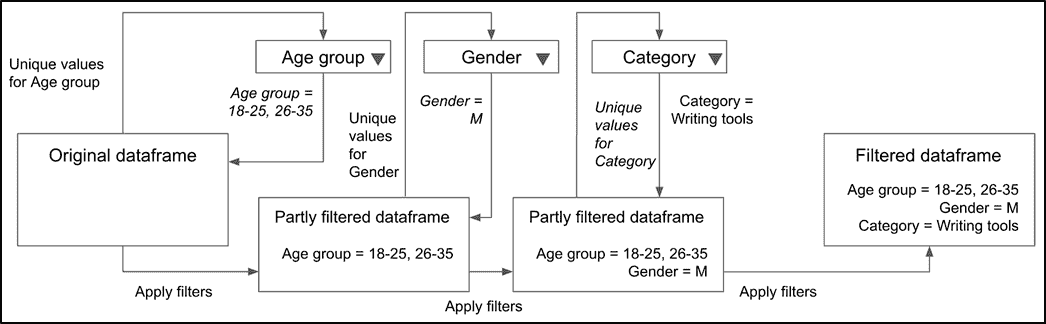 Unique values
for Age group
Age group
Age group =
18-25, 26-35
Original dataframe
Apply filters
Unique
values
for
Gender
Gender
Gender =
M
Partly filtered dataframe
Age group = 18-25, 26-35
Apply filters
Unique
values
for
Category
Category
Category =
Writing tools
Partly filtered dataframe
Age group = 18-25, 26-35
Gender = M
Apply filters
Filtered dataframe
Age group = 18-25, 26-35
Gender = M
Category = Writing tools